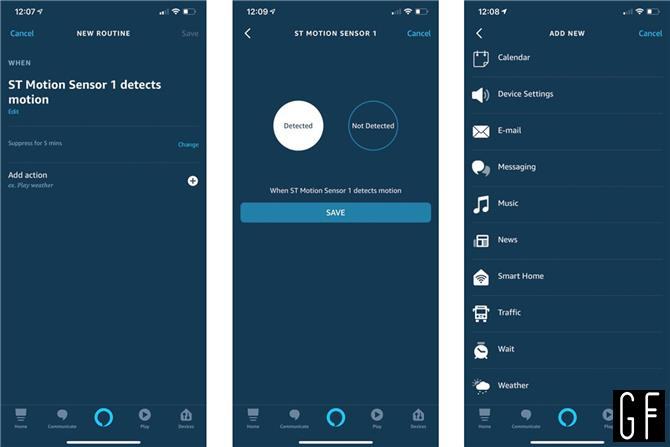 12:07
Cancel
NEW ROUTINE
Save
WHEN
ST Motion Sensor 1 detects
motion
Edit
Suppress for 5 mins
Change
Add action
ex. Play weather
Home
Communicate
Play
Devices
12:09
ST MOTION SENSOR 1
Cancel
Detected
Not Detected
When ST Motion Sensor 1 detects motion
SAVE
Home
Communicate
Play
Devices
12:08
ADD NEW
Cancel
Calendar
Device Settings
E-mail
Messaging
Music
News
Smart Home
Traffic
Wait
Weather
Home
Communicate
Play
GF